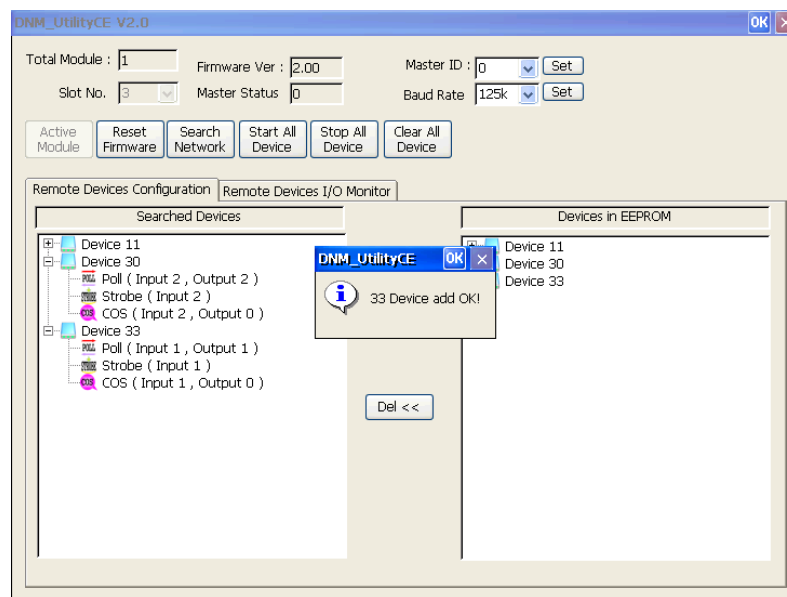 DNM_UtilityCE V2.0 OK
Total Module : 1 Firmware Ver : 2.00 Master ID : 0 Set
Slot No. 3 Master Status 0 Baud Rate 125k Set
Active Module Reset Firmware Search Network Start All Device Stop All Device Clear All Device
Remote Devices Configuration Remote Devices I/O Monitor
Searched Devices Devices in EEPROM
Device 11
Device 30
POLL Poll ( Input 2 , Output 2 )
Strobe ( Input 2 )
COS COS ( Input 2 , Output 0 )
Device 33
POLL Poll ( Input 1 , Output 1 )
Strobe ( Input 1 )
COS COS ( Input 1 , Output 0 )
DNM_UtilityCE OK
33 Device add OK!
Del <<
Device 11
Device 30
Device 33